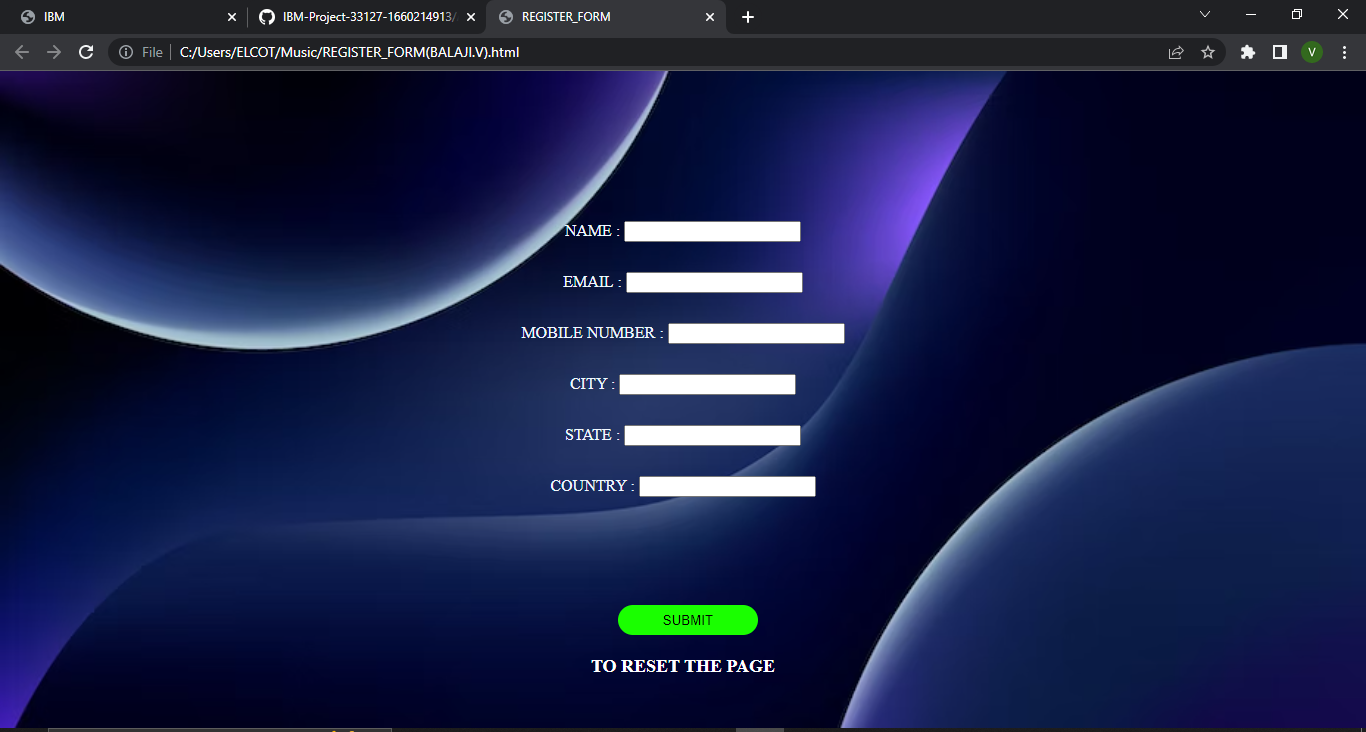 IBM
IBM-Project-33127-1660214913/
REGISTER_FORM
File
C:/Users/ELCOT/Music/REGISTER_FORM(BALAJI.V).html
V
NAME :
EMAIL :
MOBILE NUMBER :
CITY :
STATE :
COUNTRY :
SUBMIT
TO RESET THE PAGE